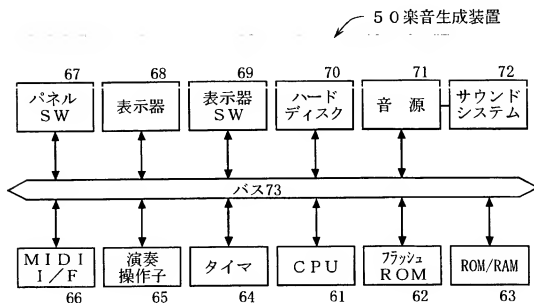 ５０楽音生成装置
67
68
69
70
71
72
パネル
SW
表示器
表示器
SW
ハード
ディスク
音 源
サウンド
システム
バス73
ＭＩＤＩ
Ｉ／Ｆ
演奏
操作子
タイマ
ＣＰＵ
フラッシュ
ROM
ROM/RAM
66
65
64
61
62
63